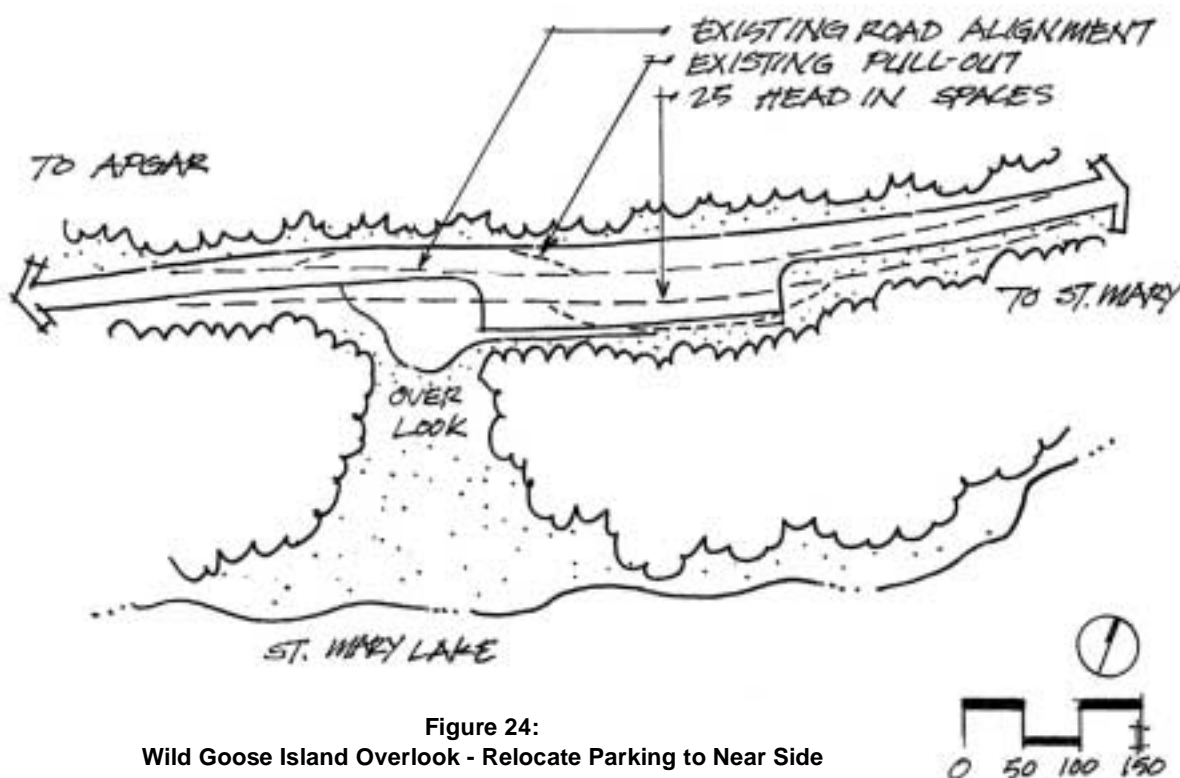 EXISTING ROAD ALIGNMENT
EXISTING PULL-OUT
25 HEAD IN SPACES
TO APGAR
TO ST. MARY
OVER
LOOK
ST. MARY LAKE
Figure 24:
Wild Goose Island Overlook - Relocate Parking to Near Side
0 50 100 150